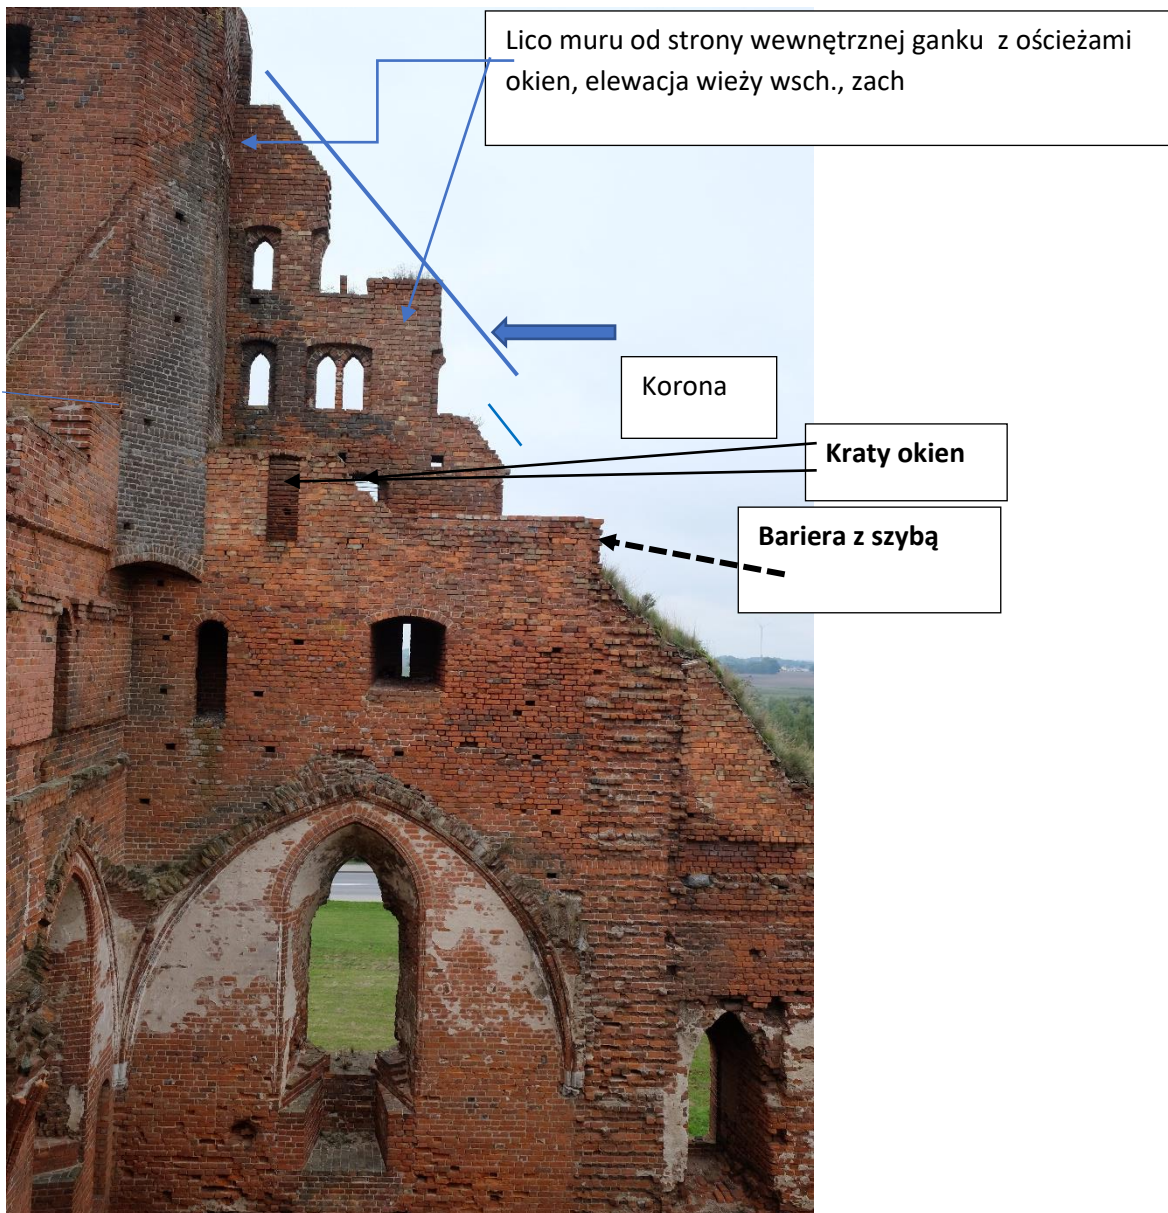 Lico muru od strony wewnętrznej ganku z ościeżami
okien, elewacja wieży wsch., zach
Korona
Kraty okien
Bariera z szybą